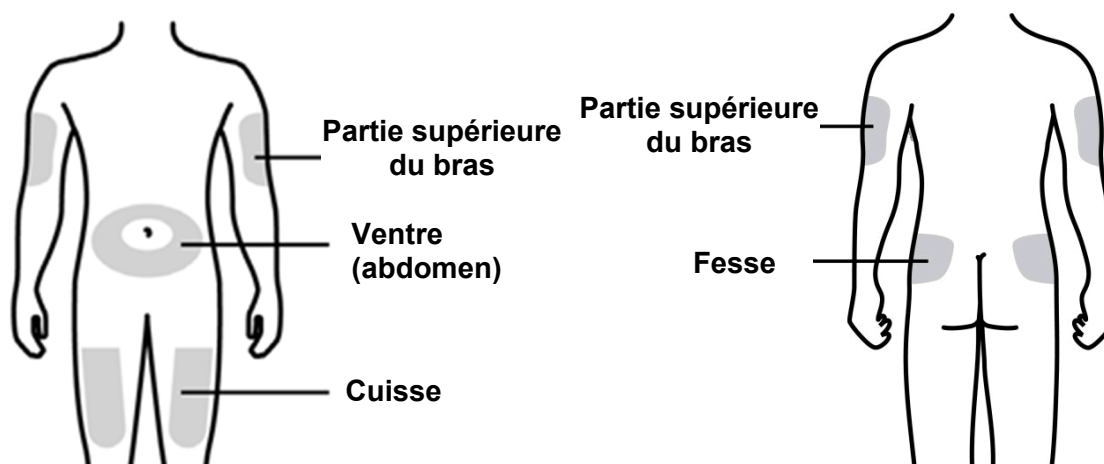 Partie supérieure
du bras
Ventre
(abdomen)
Cuisse
Partie supérieure
du bras
Fesse